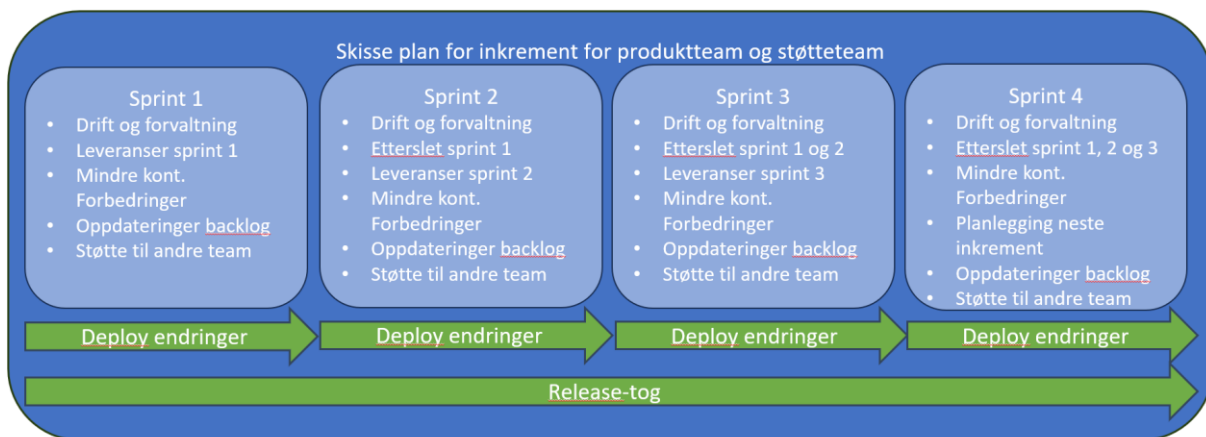 Skisse plan for inkrement for produktteam og støtteteam
Sprint 1
• Drift og forvaltning
• Leveranser sprint 1
• Mindre kont.
Forbedringer
• Oppdateringer backlog
• Støtte til andre team
Sprint 2
• Drift og forvaltning
• Etterslet sprint 1
• Leveranser sprint 2
• Mindre kont.
Forbedringer
• Oppdateringer backlog
• Støtte til andre team
Sprint 3
• Drift og forvaltning
• Etterslet sprint 1 og 2
• Leveranser sprint 3
• Mindre kont.
Forbedringer
• Oppdateringer backlog
• Støtte til andre team
Sprint 4
• Drift og forvaltning
• Etterslet sprint 1, 2 og 3
• Mindre kont.
Forbedringer
• Planlegging neste
inkrement
• Oppdateringer backlog
• Støtte til andre team
Deploy endringer
Deploy endringer
Deploy endringer
Deploy endringer
Release-tog